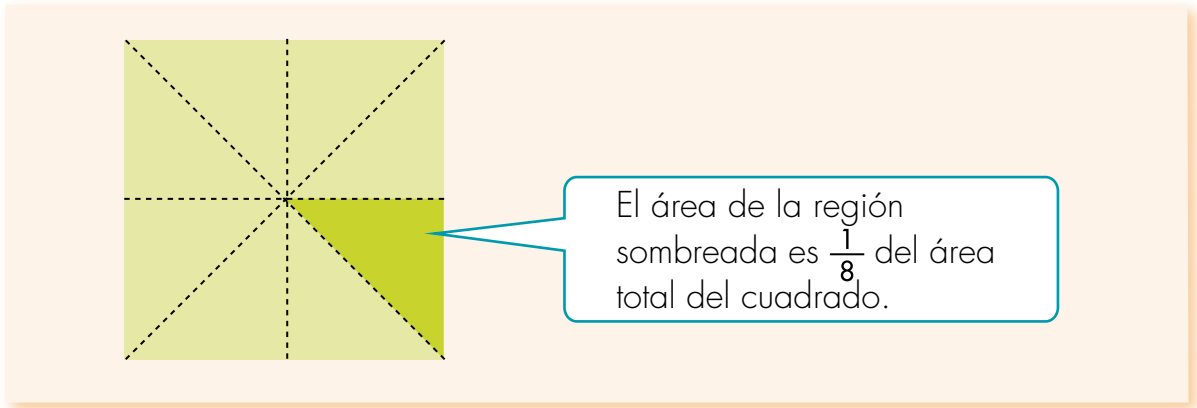 El área de la región
sombreada es 1/8 del área
total del cuadrado.